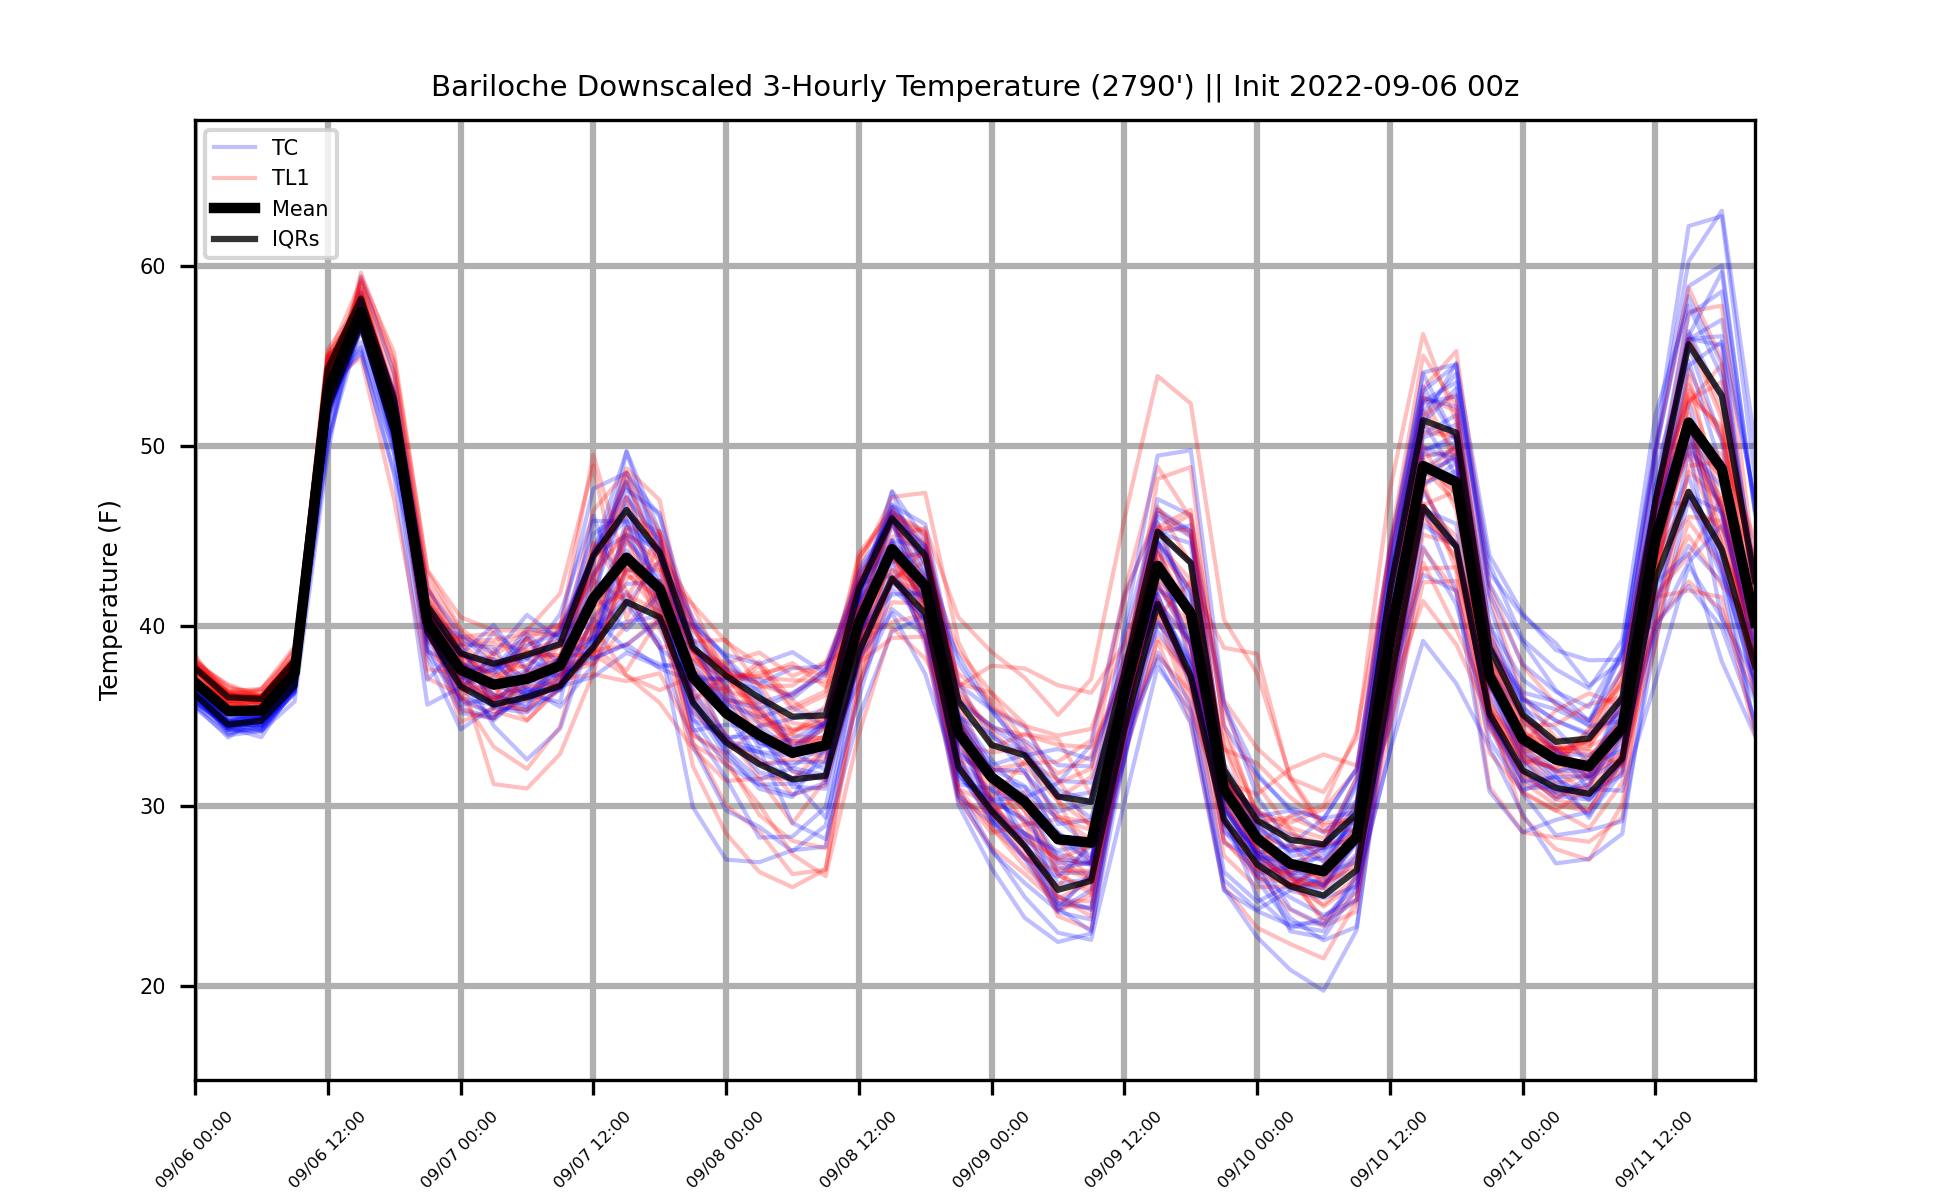 Bariloche Downscaled 3-Hourly Temperature (2790') || Init 2022-09-06 00z
TC
TL1
Mean
IQRs
Temperature (F)
60
50
40
30
20
09/06 00:00
09/06 12:00
09/07 00:00
09/07 12:00
09/08 00:00
09/08 12:00
09/09 00:00
09/09 12:00
09/10 00:00
09/10 12:00
09/11 00:00
09/11 12:00